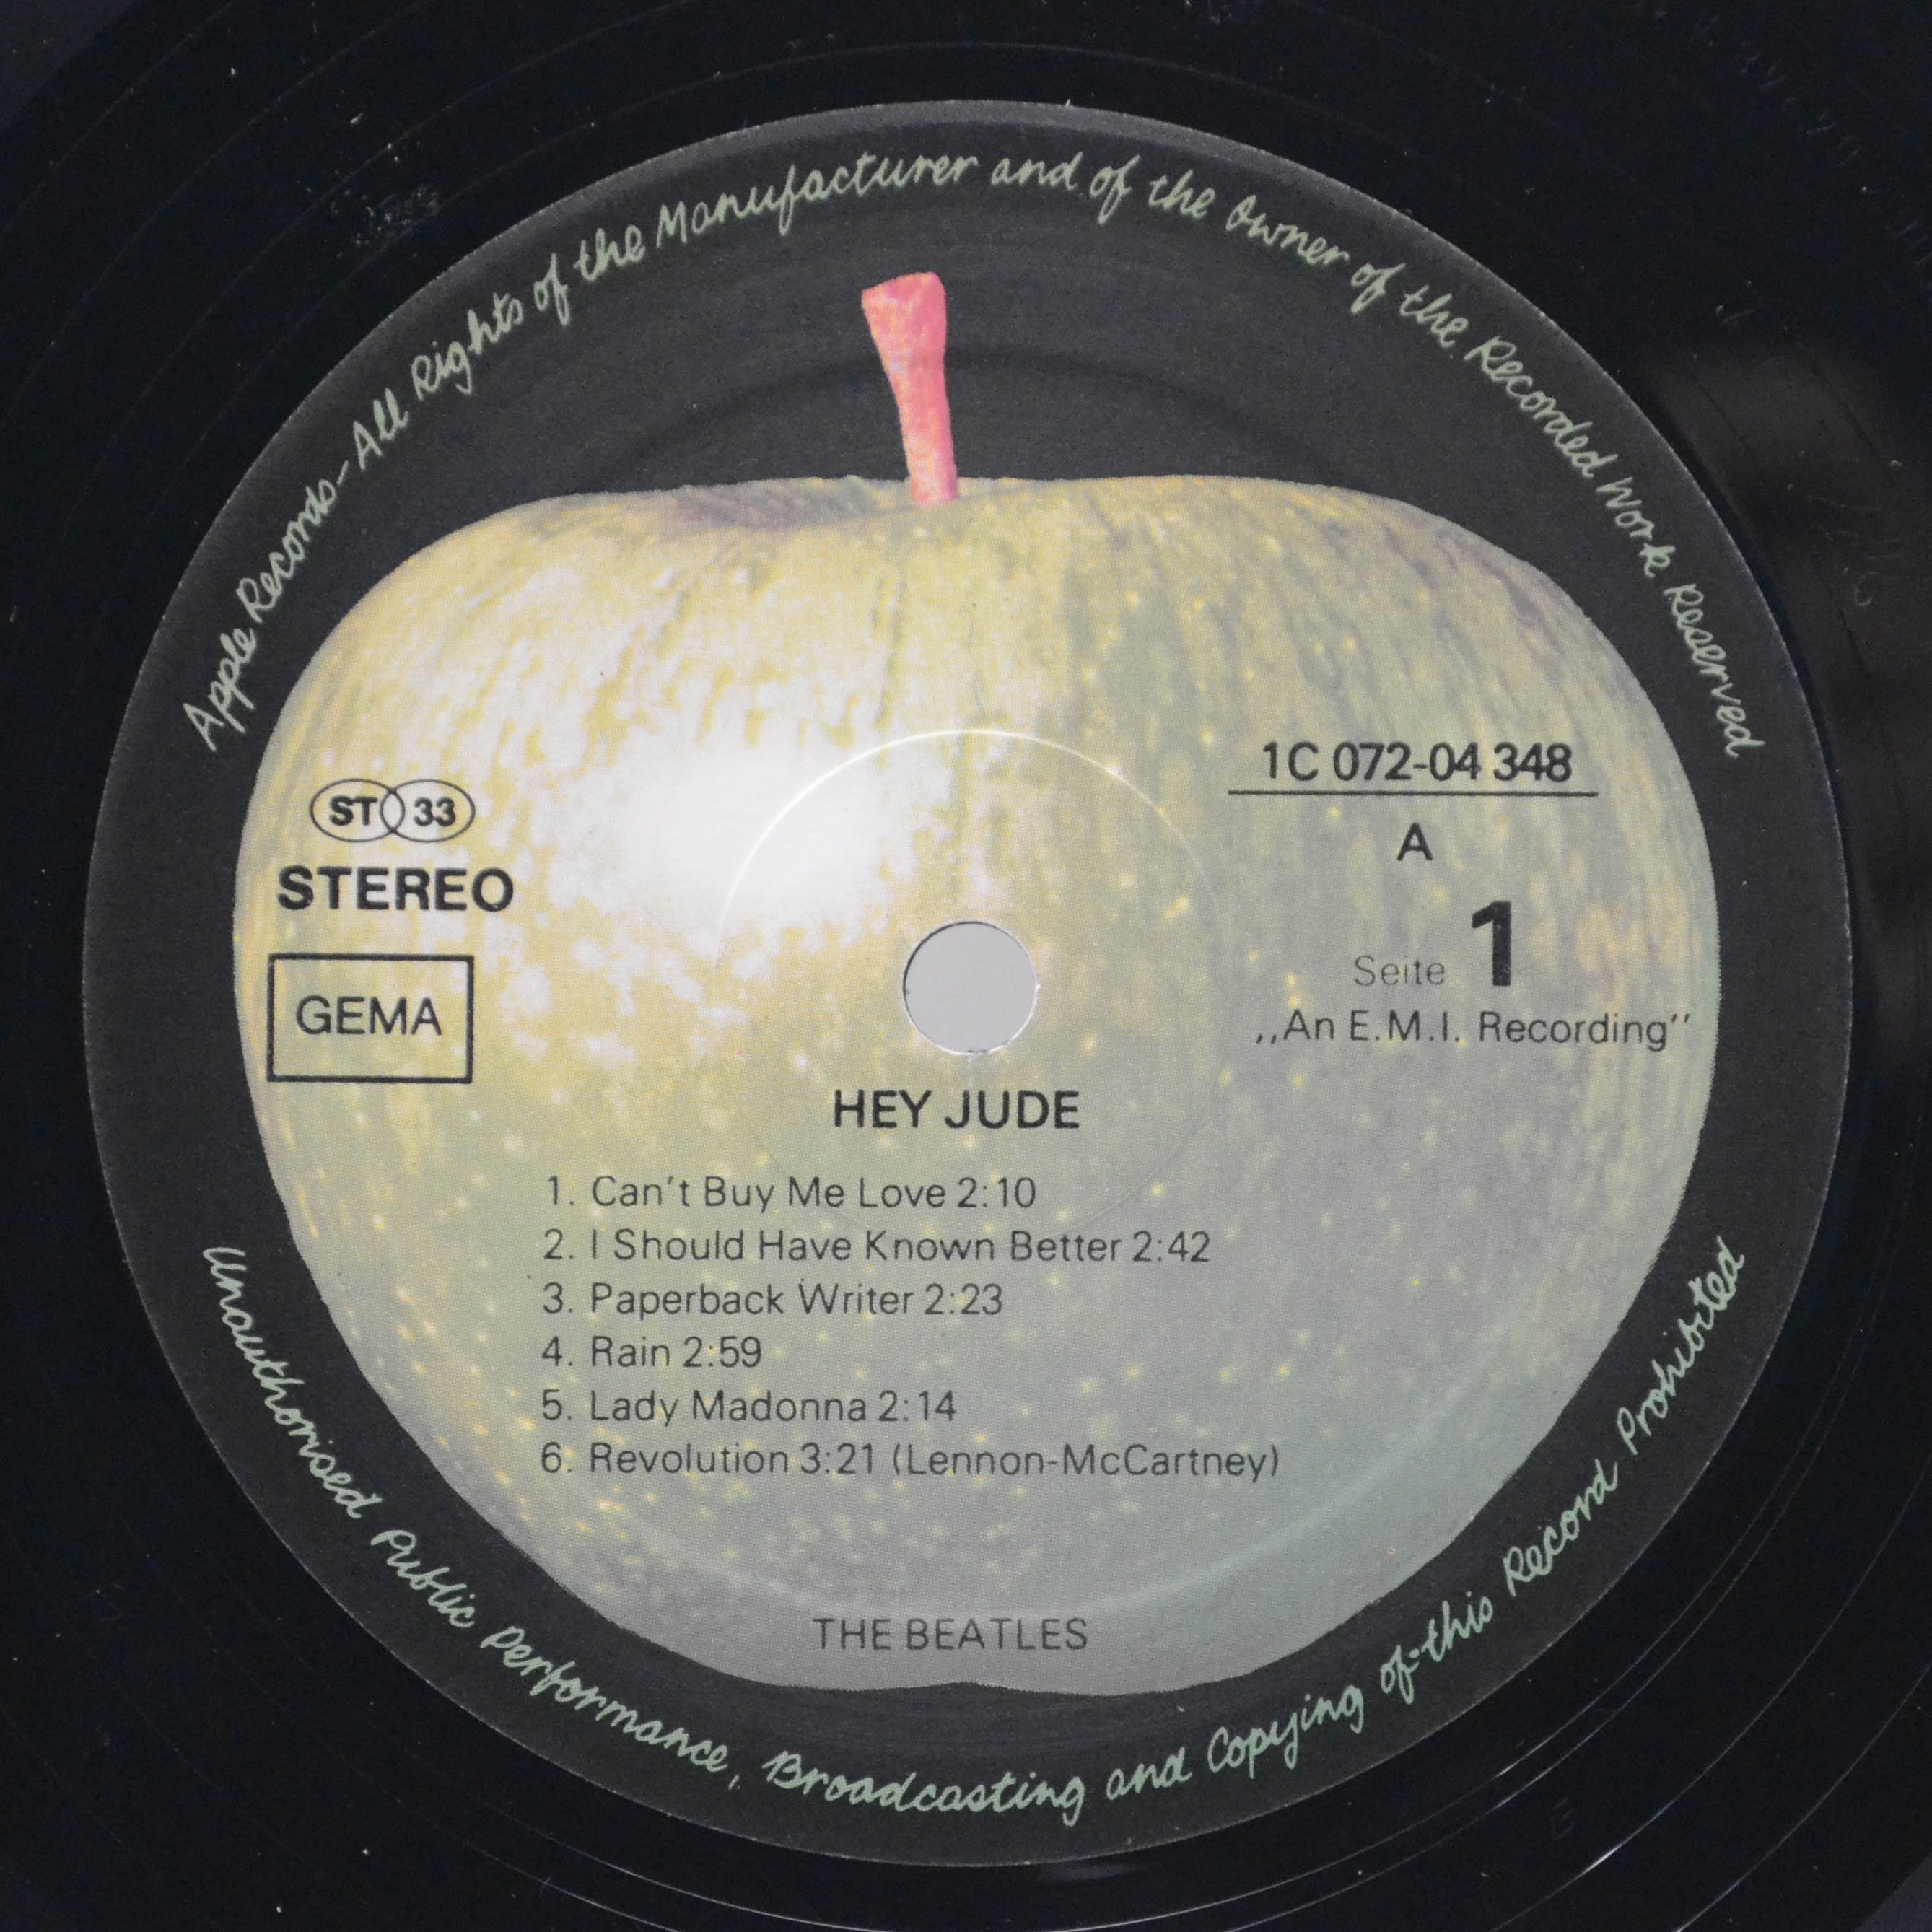 Apple Records-All Rights of the Manufacturer and of the Owner of the Recorded Work Reserved
ST 33
STEREO
GEMA
1C 072-04 348
A
Seite 1
,,An E.M.I. Recording’’
HEY JUDE
1. Can't Buy Me Love 2:10
2. I Should Have Known Better 2:42
3. Paperback Writer 2:23
4. Rain 2:59
5. Lady Madonna 2:14
6. Revolution 3:21 (Lennon-McCartney)
THE BEATLES
Unauthorised Public Performance, Broadcasting and Copying of this Record Prohibited